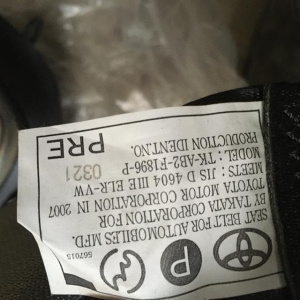 SEAT BELT FOR AUTOMOBILES MFD.
BY TAKATA CORPORATION FOR
TOYOTA MOTOR CORPORATION IN 2007
MEETS : JIS D 4604 IIIE ELR-VW
MODEL : TK-AB2-F1896-P
PRODUCTION IDENT.NO.
0321
PRE
P
567015